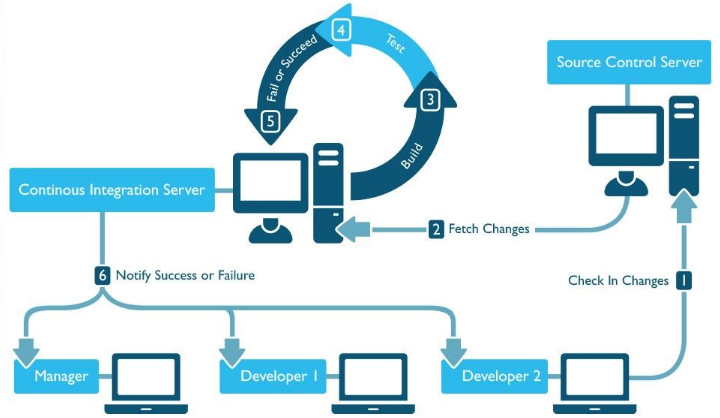 4
Test
Fail or Succeed
3
5
Build
Source Control Server
Continous Integration Server
2 Fetch Changes
6 Notify Success or Failure
Check In Changes 1
Manager
Developer 1
Developer 2